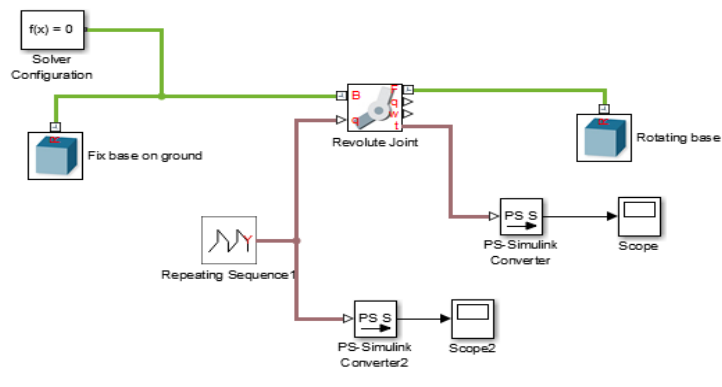 f(x) = 0
Solver
Configuration
Fix base on ground
B
q
F
q
w
t
Revolute Joint
Rotating base
Repeating Sequence1
PS S
PS-Simulink
Converter
Scope
PS S
PS-Simulink
Converter2
Scope2